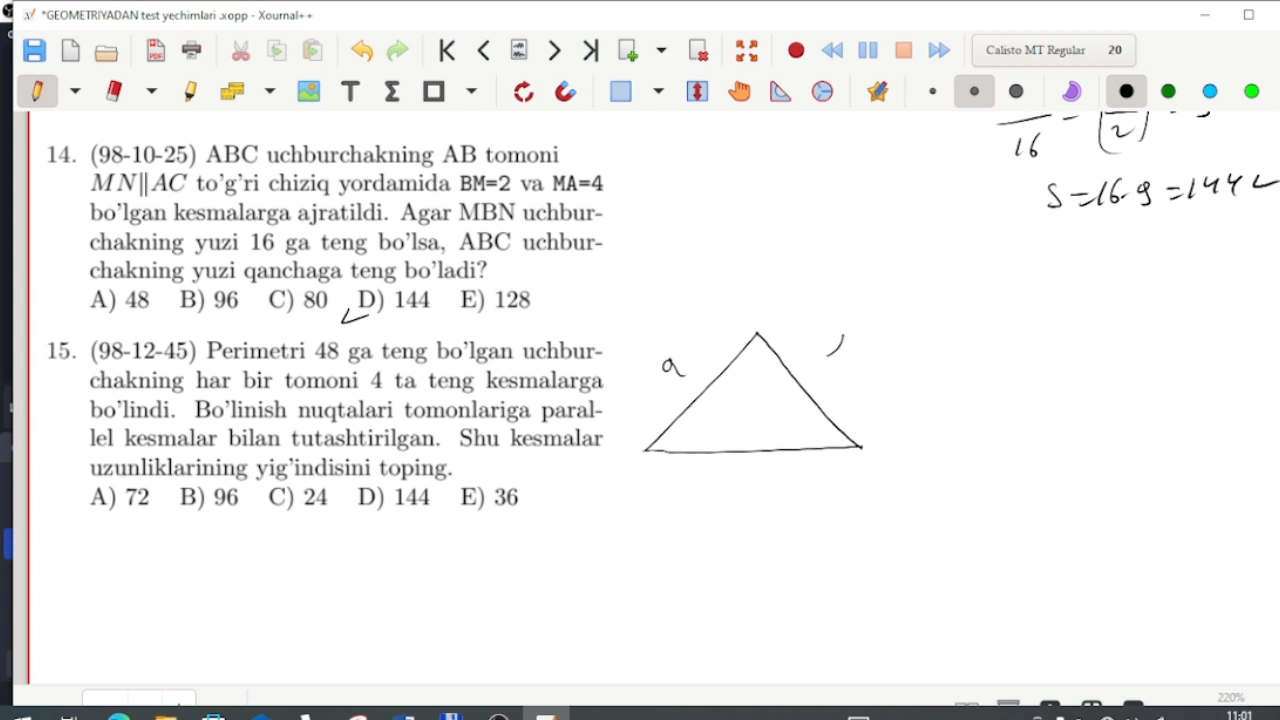 *GEOMETRIYADAN test yechimlari .xopp - Xournal++
Calisto MT Regular 20
14. (98-10-25) ABC uchburchakning AB tomoni
MN||AC to'g'ri chiziq yordamida BM=2 va MA=4
bo'lgan kesmalarga ajratildi. Agar MBN uchbur-
chakning yuzi 16 ga teng bo'lsa, ABC uchbur-
chakning yuzi qanchaga teng bo'ladi?
A) 48 B) 96 C) 80 D) 144 E) 128
16
2
S=16·9=144
15. (98-12-45) Perimetri 48 ga teng bo'lgan uchbur-
chakning har bir tomoni 4 ta teng kesmalarga
bo'lindi. Bo'linish nuqtalari tomonlariga paral-
lel kesmalar bilan tutashtirilgan. Shu kesmalar
uzunliklarining yig'indisini toping.
A) 72 B) 96 C) 24 D) 144 E) 36
a
220%
11:01